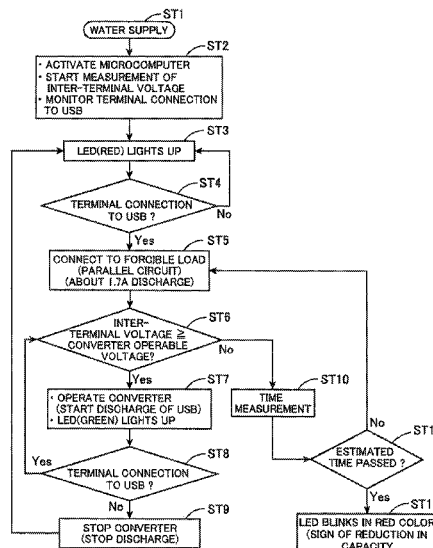 ST1
WATER SUPPLY
ST2
・ACTIVATE MICROCOMPUTER
・START MEASUREMENT OF
INTER-TERMINAL VOLTAGE
・MONITOR TERMINAL CONNECTION
TO USB
ST3
LED(RED) LIGHTS UP
ST4
TERMINAL CONNECTION
TO USB ?
No
Yes
ST5
CONNECT TO FORCIBLE LOAD
(PARALLEL CIRCUIT)
(ABOUT 1.7A DISCHARGE)
ST6
INTER-
TERMINAL VOLTAGE ≧
CONVERTER OPERABLE
VOLTAGE?
No
Yes
ST7
・OPERATE CONVERTER
(START DISCHARGE OF USB)
・LED(GREEN) LIGHTS UP
ST10
TIME
MEASUREMENT
No
ST1
ESTIMATED
TIME PASSED ?
Yes
ST8
TERMINAL CONNECTION
TO USB ?
Yes
No
ST9
STOP CONVERTER
(STOP DISCHARGE)
ST1
LED BLINKS IN RED COLOR
(SIGN OF REDUCTION IN
CAPACITY